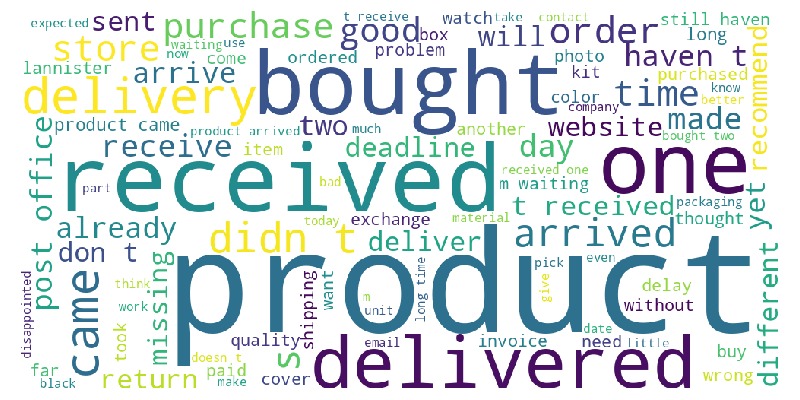 expected sent purchase t receive good box watch take contact still haven
store waiting use now come ordered problem will order haven t long
lannister arrive photo kit purchased know recommend
delivery bought color time company better
product came product arrived much two another website made bought two
receive item deadline day received one
post office received bad m waiting one yet
part t received packaging
already today exchange material arrived thought
don t didn t deliver
came missing product pick even different
disappointed think long time give delay
work shipping want m unit without
took s delivered date
far quality email invoice need little buy
black return paid doesn t make cover wrong